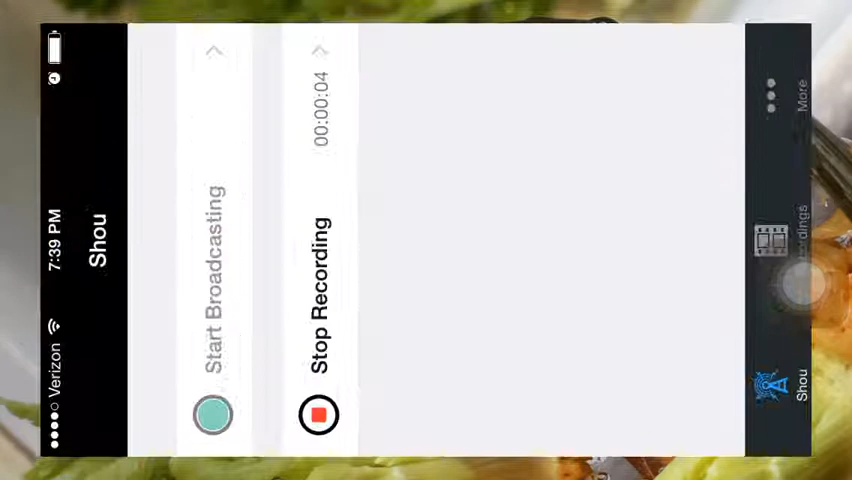 Verizon 7:39 PM
Shou
Start Broadcasting
Stop Recording 00:00:04
Shou
More